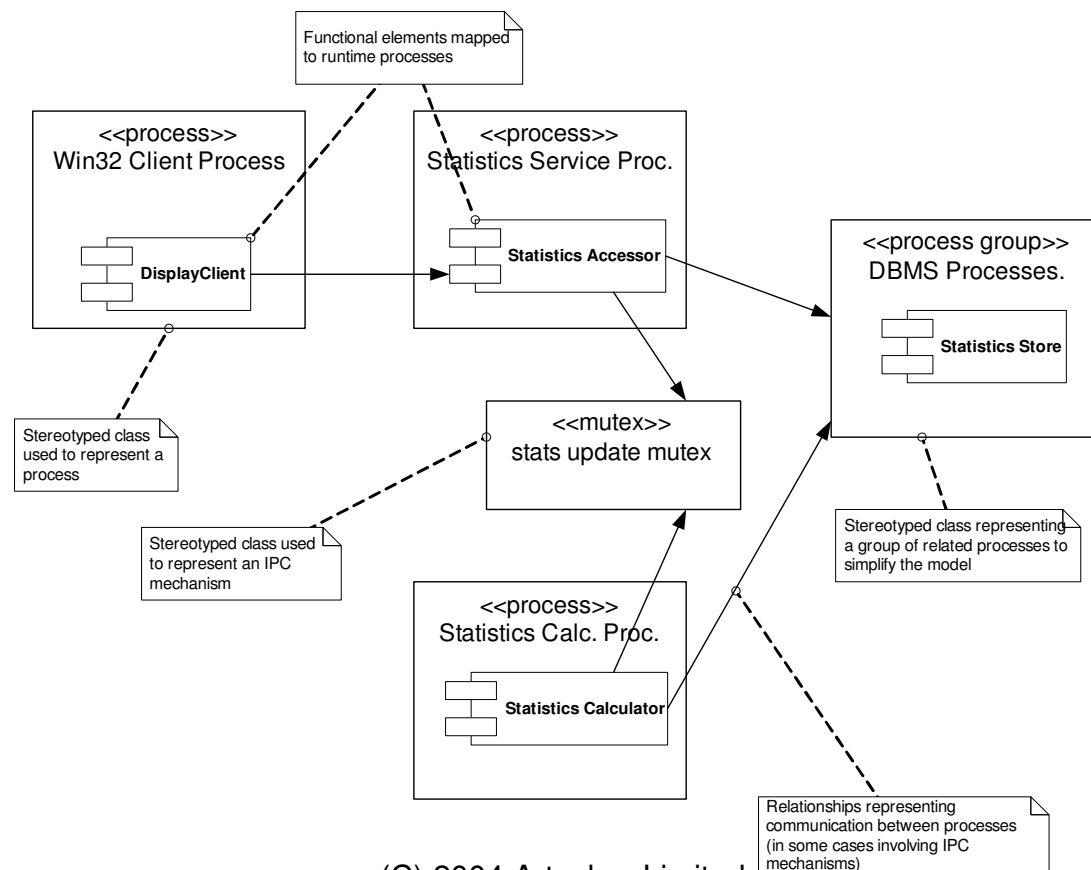 Functional elements mapped
to runtime processes
<<process>>
Win32 Client Process
<<process>>
Statistics Service Proc.
<<process group>>
DBMS Processes.
DisplayClient
Statistics Accessor
Statistics Store
Stereotyped class
used to represent a
process
<<mutex>>
stats update mutex
Stereotyped class used
to represent an IPC
mechanism
Stereotyped class representing
a group of related processes to
simplify the model
<<process>>
Statistics Calc. Proc.
Statistics Calculator
Relationships representing
communication between processes
(in some cases involving IPC
mechanisms)
(C) 2004 Limited